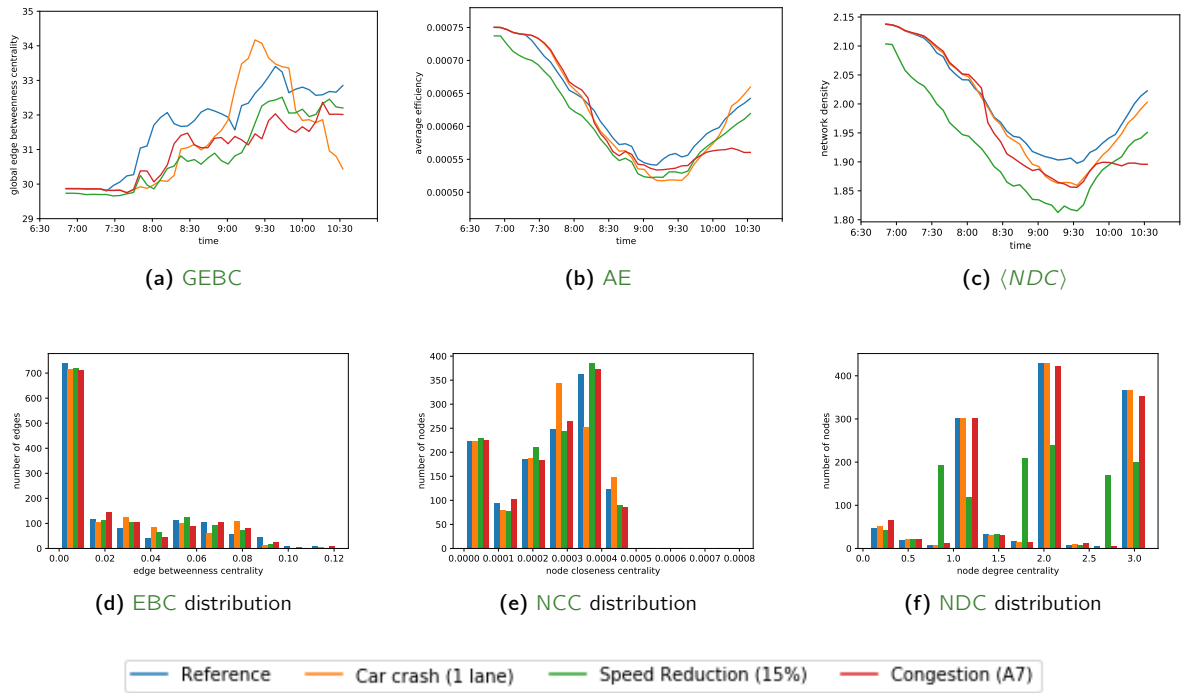 35
34
33
32
31
30
29
global edge betweenness centrality
6:30 7:00 7:30 8:00 8:30 9:00 9:30 10:00 10:30
time
(a) GEBC
0.00075
0.00070
0.00065
0.00060
0.00055
0.00050
average efficiency
6:30 7:00 7:30 8:00 8:30 9:00 9:30 10:00 10:30
time
(b) AE
2.15
2.10
2.05
2.00
1.95
1.90
1.85
1.80
network density
6:30 7:00 7:30 8:00 8:30 9:00 9:30 10:00 10:30
time
(c) ⟨NDC⟩
700
600
500
400
300
200
100
0
number of edges
0.00 0.02 0.04 0.06 0.08 0.10 0.12
edge betweenness centrality
(d) EBC distribution
400
350
300
250
200
150
100
50
0
number of nodes
0.0000 0.0001 0.0002 0.0003 0.0004 0.0005 0.0006 0.0007 0.0008
node closeness centrality
(e) NCC distribution
400
300
200
100
0
number of nodes
0.0 0.5 1.0 1.5 2.0 2.5 3.0
node degree centrality
(f) NDC distribution
Reference Car crash (1 lane) Speed Reduction (15%) Congestion (A7)